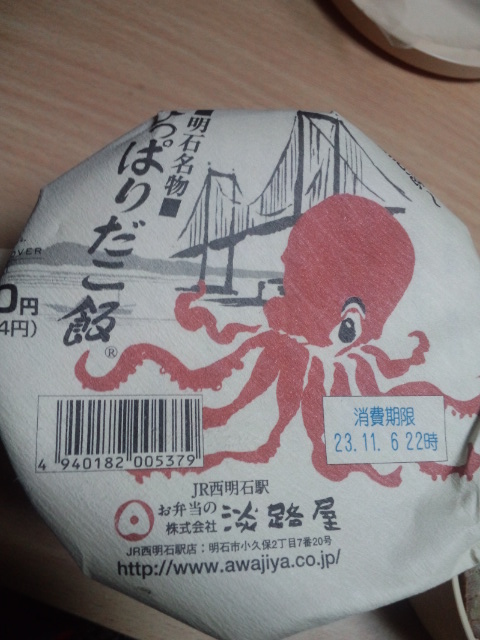 明石名物
ひっぱりだこ飯
®
OVER
0円
4円)
4 940182 005379
消費期限
23.11. 6 22時
JR西明石駅
お弁当の
株式会社 淡路屋
JR西明石駅店：明石市小久保2丁目7番20号
http://www.awajiya.co.jp/